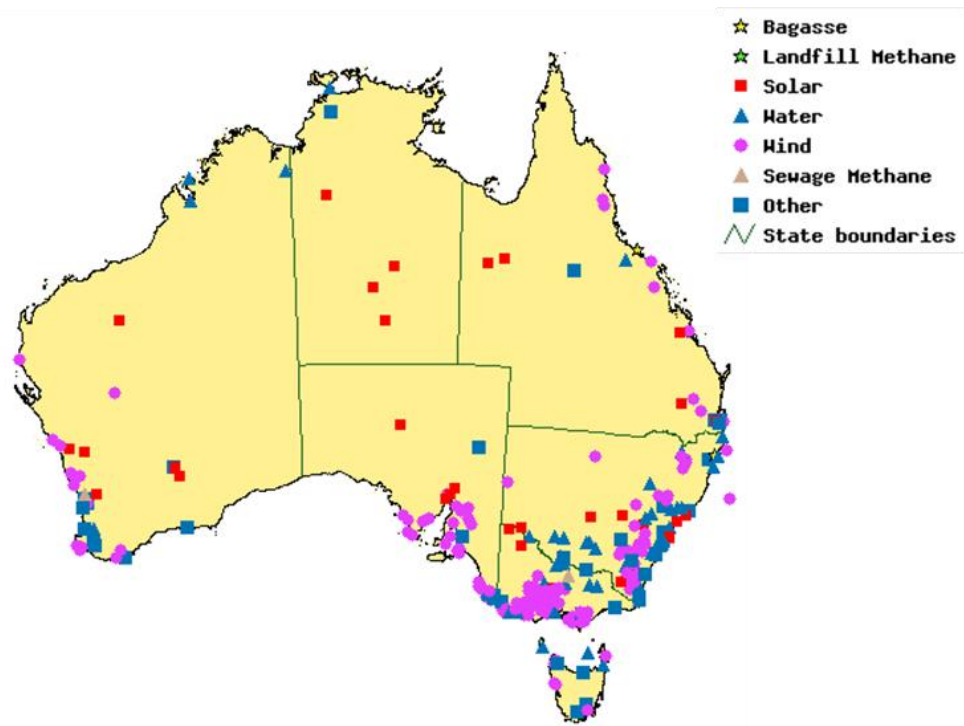 Bagasse
Landfill Methane
Solar
Water
Wind
Sewage Methane
Other
State boundaries